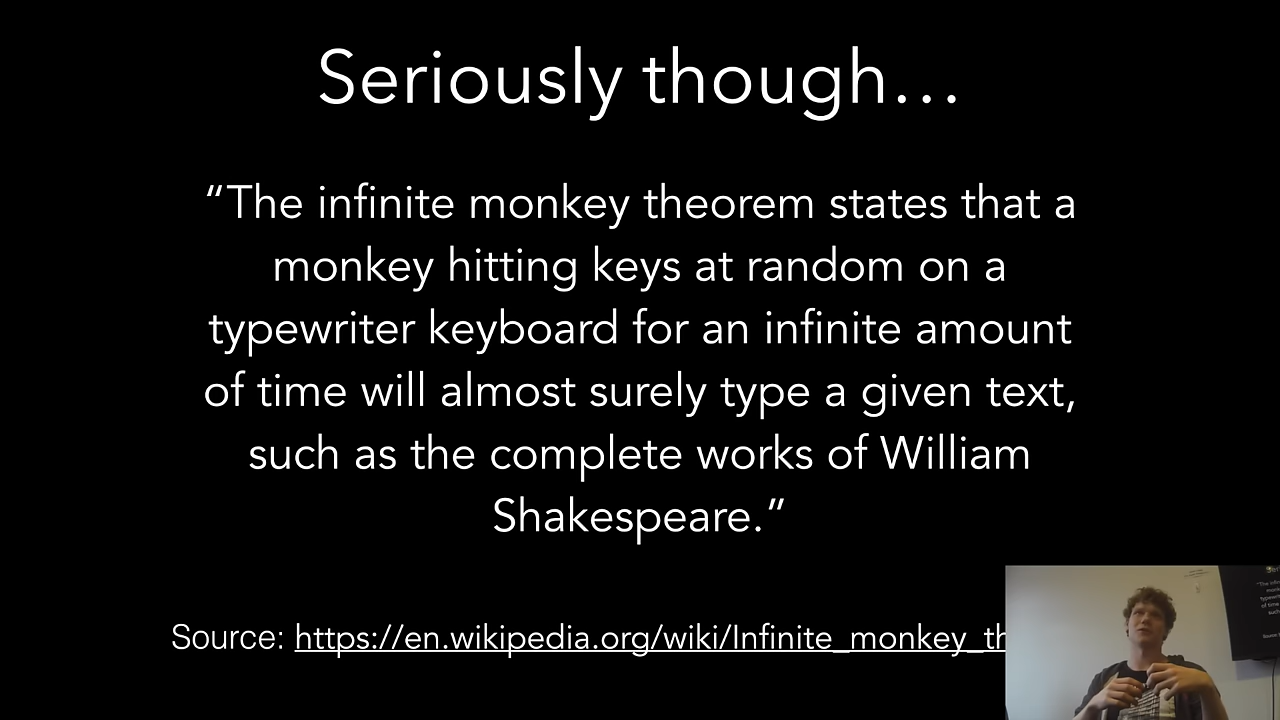 Seriously though…
“The infinite monkey theorem states that a
monkey hitting keys at random on a
typewriter keyboard for an infinite amount
of time will almost surely type a given text,
such as the complete works of William
Shakespeare.”
Source: https://en.wikipedia.org/wiki/Infinite_monkey_th